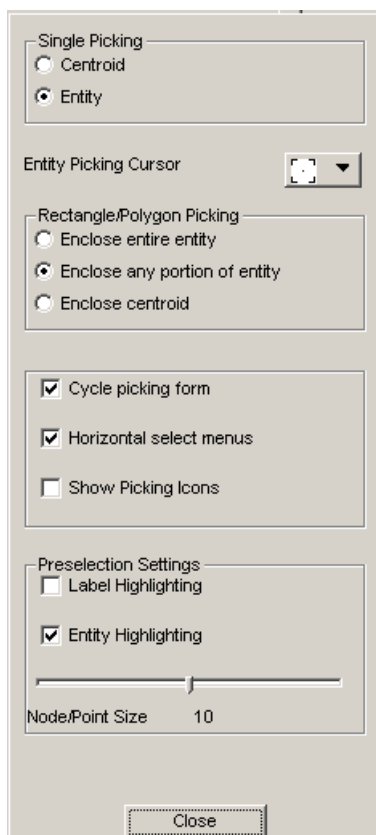 Single Picking
Centroid
Entity
Entity Picking Cursor
Rectangle/Polygon Picking
Enclose entire entity
Enclose any portion of entity
Enclose centroid
Cycle picking form
Horizontal select menus
Show Picking Icons
Preselection Settings
Label Highlighting
Entity Highlighting
Node/Point Size 10
Close